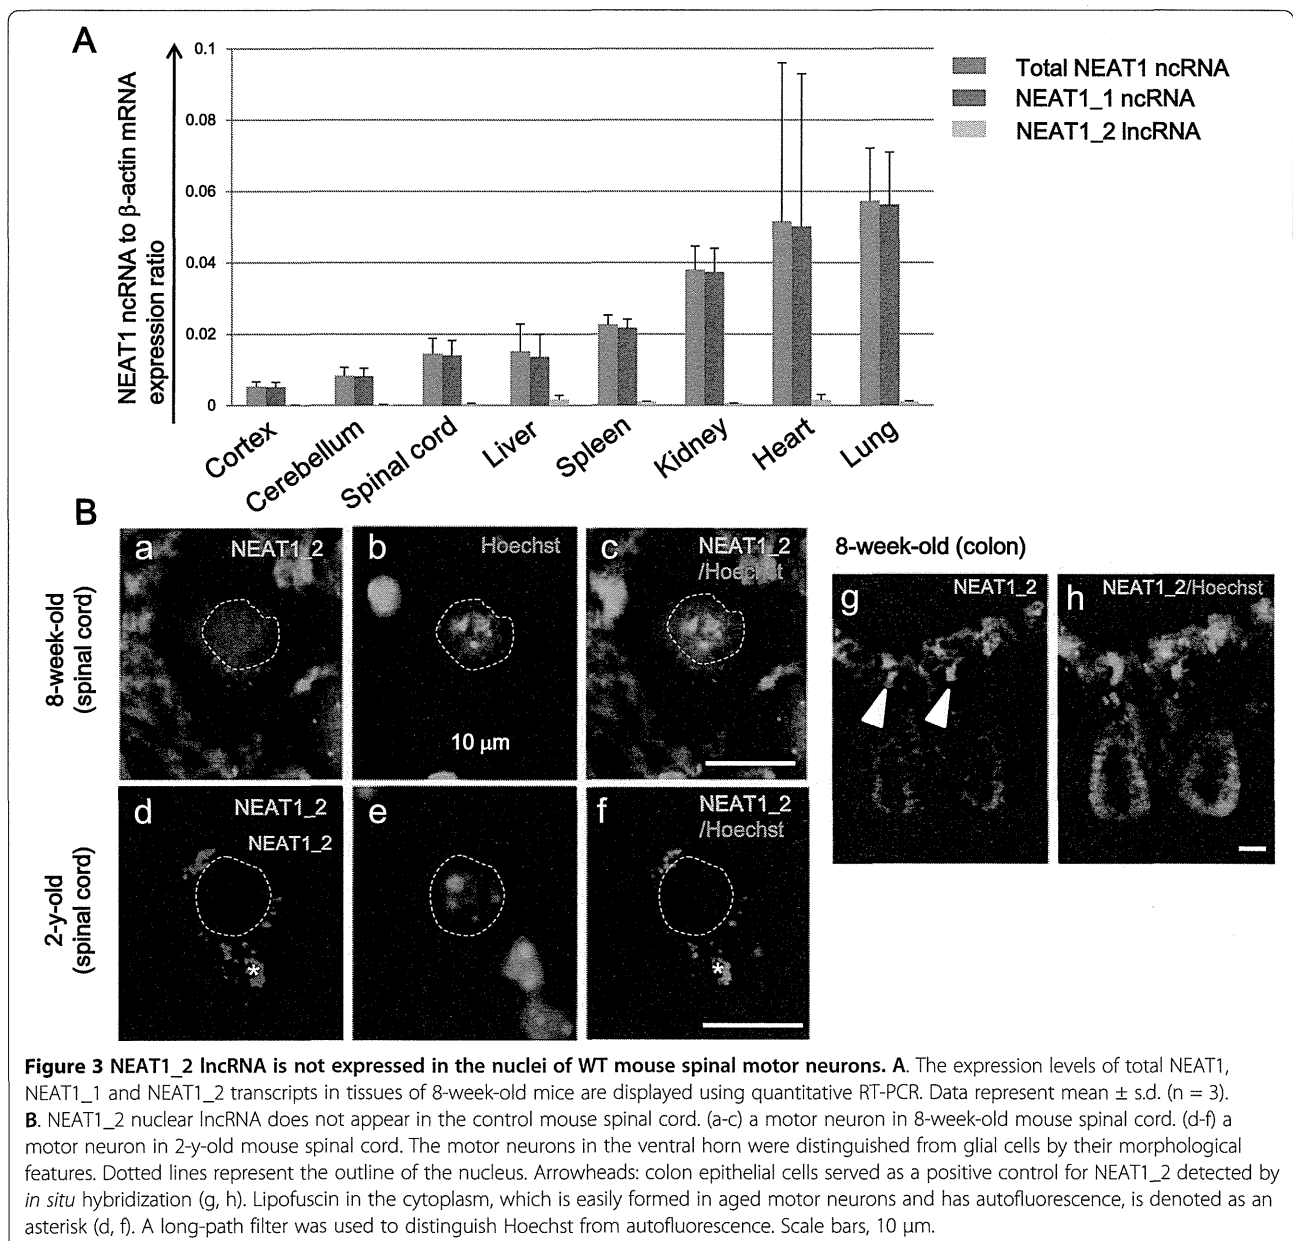 A
NEAT1 ncRNA to β-actin mRNA
expression ratio
0.1
0.08
0.06
0.04
0.02
0
Total NEAT1 ncRNA
NEAT1_1 ncRNA
NEAT1_2 lncRNA
Cortex
Cerebellum
Spinal cord
Liver
Spleen
Kidney
Heart
Lung
B
8-week-old
(spinal cord)
a
NEAT1_2
b
Hoechst
10 µm
c
NEAT1_2
/Hoechst
8-week-old (colon)
g
NEAT1_2
h
NEAT1_2/Hoechst
2-y-old
(spinal cord)
d
NEAT1_2
NEAT1_2
*
e
f
NEAT1_2
/Hoechst
*
Figure 3 NEAT1_2 lncRNA is not expressed in the nuclei of WT mouse spinal motor neurons. A. The expression levels of total NEAT1,
NEAT1_1 and NEAT1_2 transcripts in tissues of 8-week-old mice are displayed using quantitative RT-PCR. Data represent mean ± s.d. (n = 3).
B. NEAT1_2 nuclear lncRNA does not appear in the control mouse spinal cord. (a-c) a motor neuron in 8-week-old mouse spinal cord. (d-f) a
motor neuron in 2-y-old mouse spinal cord. The motor neurons in the ventral horn were distinguished from glial cells by their morphological
features. Dotted lines represent the outline of the nucleus. Arrowheads: colon epithelial cells served as a positive control for NEAT1_2 detected by
in situ hybridization (g, h). Lipofuscin in the cytoplasm, which is easily formed in aged motor neurons and has autofluorescence, is denoted as an
asterisk (d, f). A long-path filter was used to distinguish Hoechst from autofluorescence. Scale bars, 10 µm.